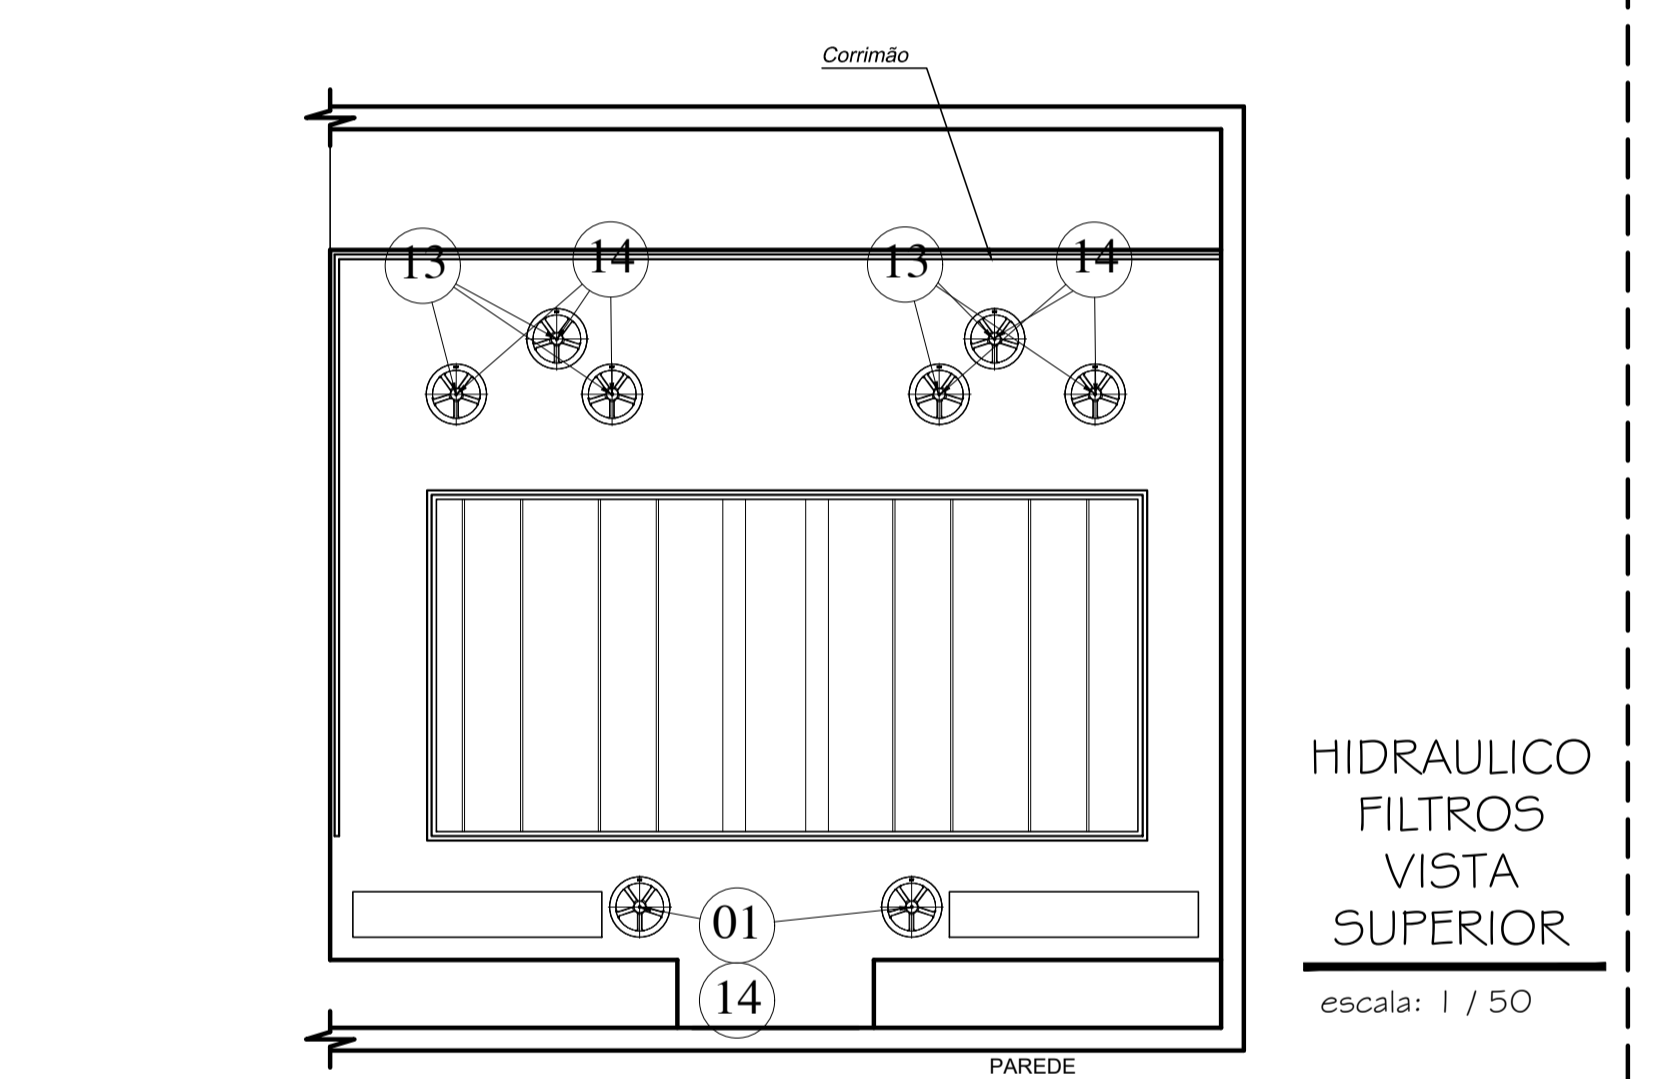 Corrimão
13
14
13
14
01
14
PAREDE
HIDRAULICO
FILTROS
VISTA
SUPERIOR
escala: 1 / 50